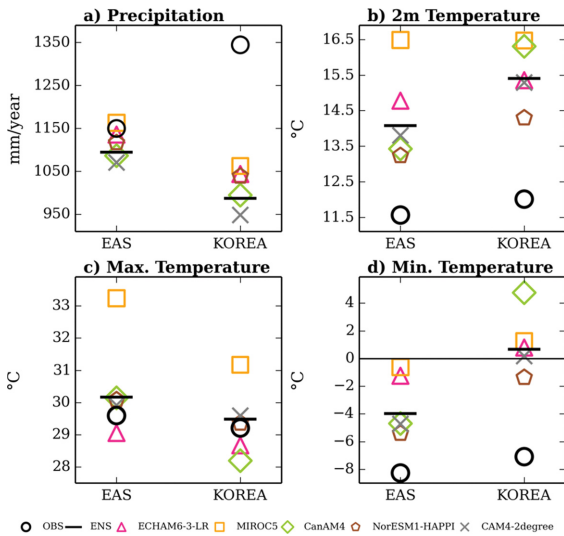 a) Precipitation
b) 2m Temperature
1350
1250
1150
1050
950
mm/year
EAS
KOREA
16.5
15.5
14.5
13.5
12.5
11.5
°C
EAS
KOREA
c) Max. Temperature
d) Min. Temperature
33
32
31
30
29
28
°C
EAS
KOREA
4
2
0
−2
−4
−6
−8
°C
EAS
KOREA
OBS ENS ECHAM6-3-LR MIROC5 CanAM4 NorESM1-HAPPI CAM4-2degree